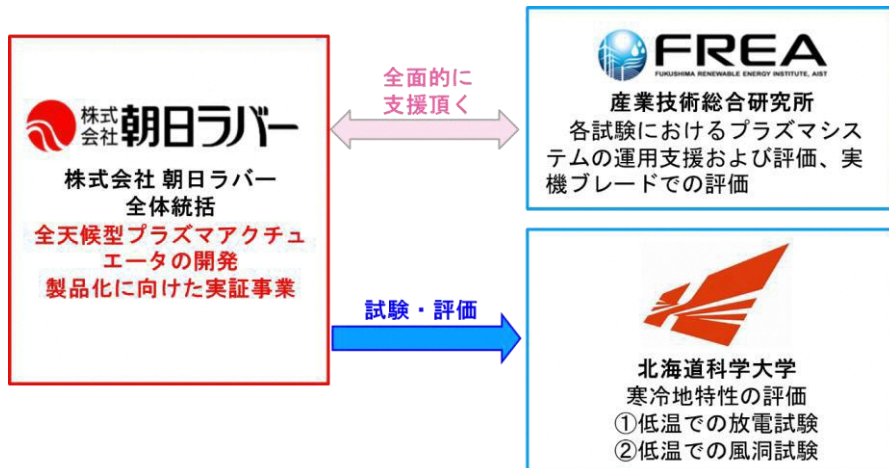 株式
会社 朝日ラバー
株式会社 朝日ラバー
全体統括
全天候型プラズマアクチュ
エータの開発
製品化に向けた実証事業
全面的に
支援頂く
試験・評価
FREA
FUKUSHIMA RENEWABLE ENERGY INSTITUTE, AIST
産業技術総合研究所
各試験におけるプラズマシス
テムの運用支援および評価、実
機ブレードでの評価
北海道科学大学
寒冷地特性の評価
①低温での放電試験
②低温での風洞試験